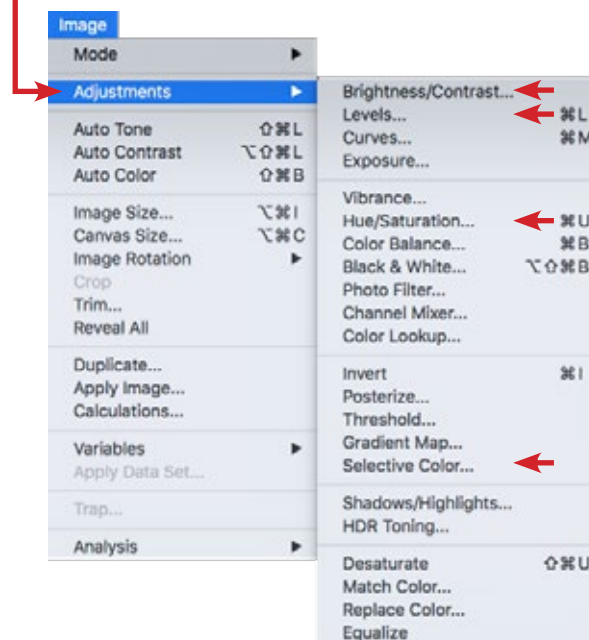 Image
Mode
Adjustments
Auto Tone ⇧⌘L
Auto Contrast ⌥⇧⌘L
Auto Color ⇧⌘B
Image Size... ⌥⌘I
Canvas Size... ⌥⌘C
Image Rotation
Crop
Trim...
Reveal All
Duplicate...
Apply Image...
Calculations...
Variables
Apply Data Set...
Trap...
Analysis
Brightness/Contrast...
Levels... ⌘L
Curves... ⌘M
Exposure...
Vibrance...
Hue/Saturation... ⌘U
Color Balance... ⌘B
Black & White... ⌥⇧⌘B
Photo Filter...
Channel Mixer...
Color Lookup...
Invert ⌘I
Posterize...
Threshold...
Gradient Map...
Selective Color...
Shadows/Highlights...
HDR Toning...
Desaturate ⇧⌘U
Match Color...
Replace Color...
Equalize